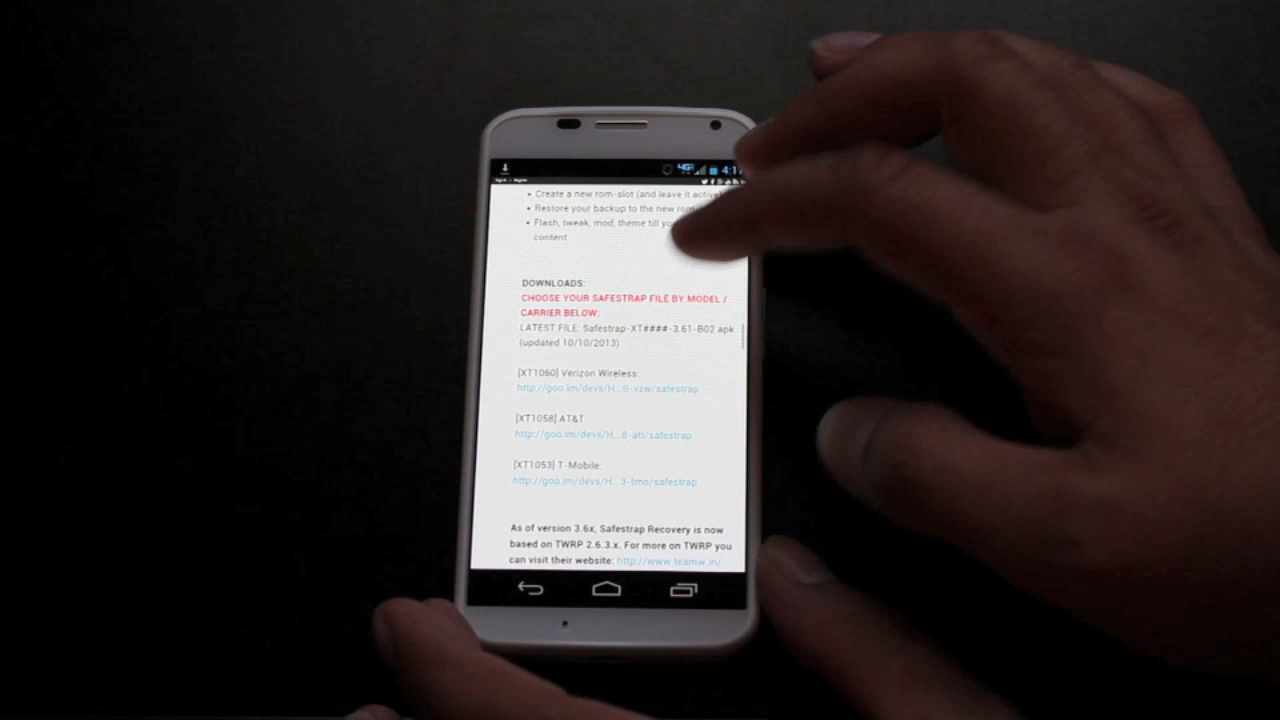 4G 4:1
• Create a new rom-slot (and leave it active)
• Restore your backup to the new rom
• Flash, tweak, mod, theme till yo
content
DOWNLOADS:
CHOOSE YOUR SAFESTRAP FILE BY MODEL /
CARRIER BELOW:
LATEST FILE: Safestrap-XT####-3.61-B02.apk
(updated 10/10/2013)
[XT1060] Verizon Wireless:
http://goo.im/devs/H...0-vzw/safestrap
[XT1058] AT&T:
http://goo.im/devs/H...8-att/safestrap
[XT1053] T-Mobile:
http://goo.im/devs/H...3-tmo/safestrap
As of version 3.6x, Safestrap Recovery is now
based on TWRP 2.6.3.x. For more on TWRP you
can visit their website: http://www.teamw.in/